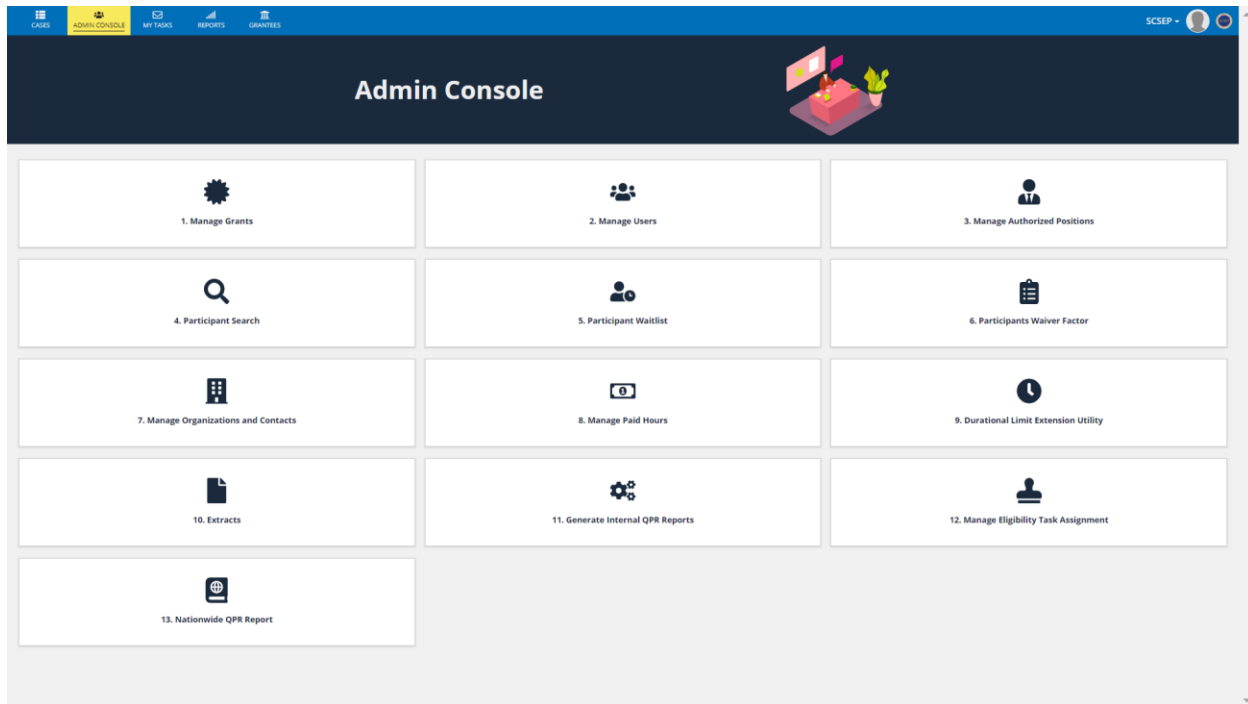 CASES
ADMIN CONSOLE
MY TASKS
REPORTS
GRANTEES
SCSEP
Admin Console
1. Manage Grants
2. Manage Users
3. Manage Authorized Positions
4. Participant Search
5. Participant Waitlist
6. Participants Waiver Factor
7. Manage Organizations and Contacts
8. Manage Paid Hours
9. Durational Limit Extension Utility
10. Extracts
11. Generate Internal QPR Reports
12. Manage Eligibility Task Assignment
13. Nationwide QPR Report